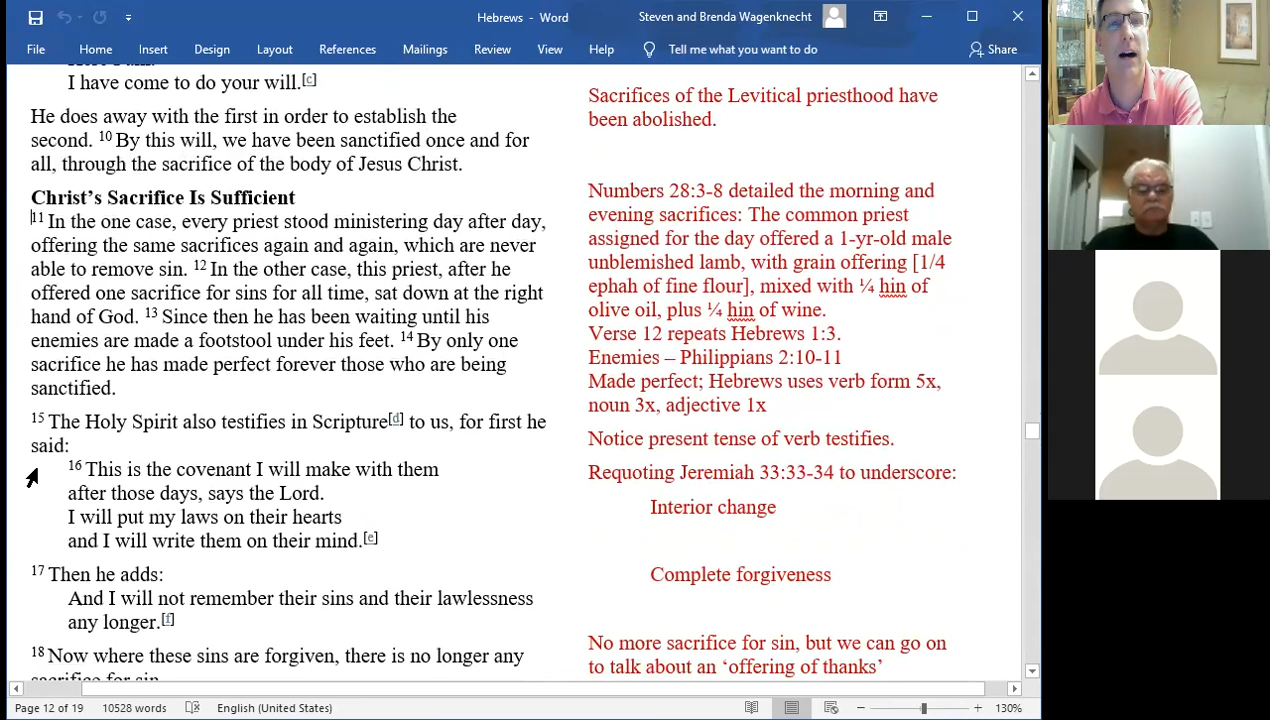 Hebrews - Word
Steven and Brenda Wagenknecht
File Home Insert Design Layout References Mailings Review View Help Tell me what you want to do Share
I have come to do your will.[c]
He does away with the first in order to establish the
second. 10 By this will, we have been sanctified once and for
all, through the sacrifice of the body of Jesus Christ.
Christ's Sacrifice Is Sufficient
11 In the one case, every priest stood ministering day after day,
offering the same sacrifices again and again, which are never
able to remove sin. 12 In the other case, this priest, after he
offered one sacrifice for sins for all time, sat down at the right
hand of God. 13 Since then he has been waiting until his
enemies are made a footstool under his feet. 14 By only one
sacrifice he has made perfect forever those who are being
sanctified.
15 The Holy Spirit also testifies in Scripture[d] to us, for first he
said:
16 This is the covenant I will make with them
after those days, says the Lord.
I will put my laws on their hearts
and I will write them on their mind.[e]
17 Then he adds:
And I will not remember their sins and their lawlessness
any longer.[f]
18 Now where these sins are forgiven, there is no longer any
sacrifice for sin
Sacrifices of the Levitical priesthood have
been abolished.
Numbers 28:3-8 detailed the morning and
evening sacrifices: The common priest
assigned for the day offered a 1-yr-old male
unblemished lamb, with grain offering [1/4
ephah of fine flour], mixed with ¼ hin of
olive oil, plus ¼ hin of wine.
Verse 12 repeats Hebrews 1:3.
Enemies – Philippians 2:10-11
Made perfect; Hebrews uses verb form 5x,
noun 3x, adjective 1x
Notice present tense of verb testifies.
Requoting Jeremiah 33:33-34 to underscore:
Interior change
Complete forgiveness
No more sacrifice for sin, but we can go on
to talk about an ‘offering of thanks’
Page 12 of 19 10528 words English (United States) 130%